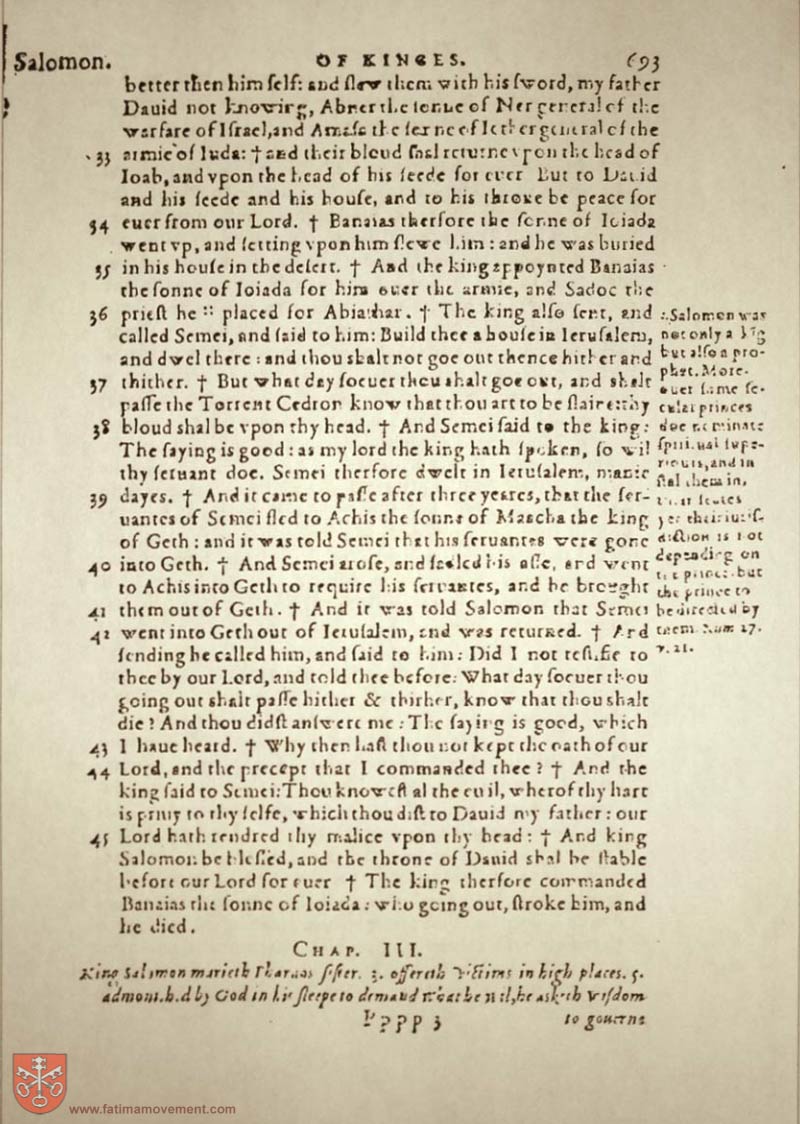 Salomon. OF KINGES. 693
better then him self: and slew them with his sword, my father
Dauid not knowing, Abner the sonne of Ner general of the
warfare of Israel, and Amasa the sonne of Iether general of the
33 armie of Iuda: † and their bloud shal returne vpon the head of
Ioab, and vpon the head of his seede for euer But to Dauid
and his seede and his house, and to his throne be peace for
34 euer from our Lord. † Banaias therfore the sonne of Ioiada
went vp, and setting vpon him slewe him: and he was buried
35 in his house in the desert. † And the king appoynted Banaias
the sonne of Ioiada for him ouer the armie, and Sadoc the
36 priest he :: placed for Abiathar. † The king also sent, and
called Semei, and said to him: Build thee a house in Ierusalem,
and dwel there: and thou shalt not goe out thence hither and
37 thither. † But what day soeuer thou shalt goe out, and shalt
passe the Torrent Cedron know that thou art to be slaine: thy
38 bloud shal be vpon thy head. † And Semei said to the king:
The saying is good: as my lord the king hath spoken, so wil
thy seruant doe. Semei therfore dwelt in Ierusalem, manie
39 dayes. † And it came to passe after three yeares, that the ser-
uantes of Semei fled to Achis the sonne of Maacha the king
of Geth: and it was told Semei that his seruantes were gone
40 into Geth. † And Semei arose, and sadled his asse, and went
to Achis into Geth to require his seruantes, and he brought
41 them out of Geth. † And it was told Salomon that Semei
42 went into Geth out of Ierusalem, and was returned. † And
sending he called him, and said to him: Did I not testifie to
thee by our Lord, and told thee before: What day soeuer thou
going out shalt passe hither & thither, know that thou shalt
die? And thou didst answere me: The saying is good, which
43 I haue heard. † Why then hast thou not kept the oath of our
44 Lord, and the precept that I commanded thee? † And the
king said to Semei: Thou knowest al the euil, wherof thy hart
is priuy to thy selfe, which thou dist to Dauid my father: our
45 Lord hath rendred thy malice vpon thy head: † And king
Salomon be blessed, and the throne of Dauid shal be stable
before our Lord for euer † The king therfore commanded
Banaias the sonne of Ioiada: who going out, stroke him, and
he died.
:: Salomon was
not only a kig
but also a pro-
phet. More-
ouer some se-
cular princes
doe nominate
spiritual supe-
riours, and in
stal them in,
their seates
yet their iuris-
diction is not
depending on
the prince: but
the prince to
be directed by
them. Num 27.
v. 21.
CHAP. III.
King Salomon marieth Pharaos sister. 3. offereth victims in high places. 5.
admonished by God in his sleepe to demand what he wil, he asketh wisdom
Pppp 3 to gouerne
www.fatimamovement.com